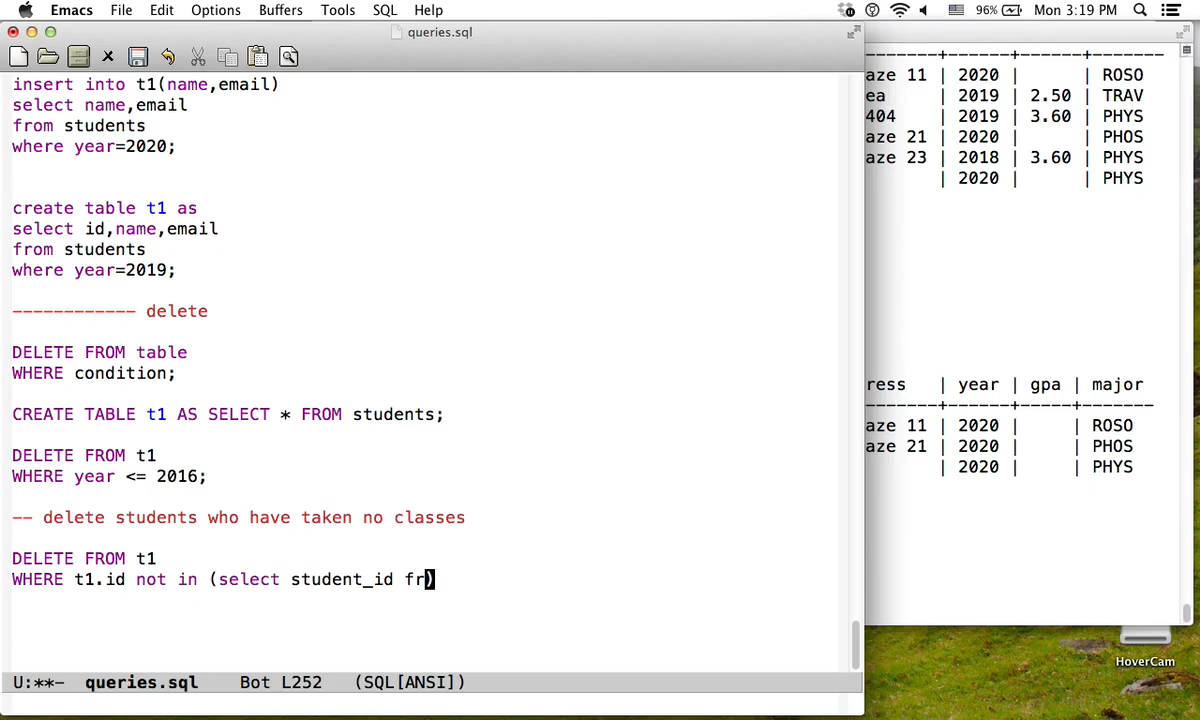 Emacs File Edit Options Buffers Tools SQL Help 96% Mon 3:19 PM
queries.sql
insert into t1(name,email)
select name,email
from students
where year=2020;
create table t1 as
select id,name,email
from students
where year=2019;
------------ delete
DELETE FROM table
WHERE condition;
CREATE TABLE t1 AS SELECT * FROM students;
DELETE FROM t1
WHERE year <= 2016;
-- delete students who have taken no classes
DELETE FROM t1
WHERE t1.id not in (select student_id fr)
U:**- queries.sql Bot L252 (SQL[ANSI])
-------+------+------+-------
aze 11 | 2020 | | ROSO
ea | 2019 | 2.50 | TRAV
404 | 2019 | 3.60 | PHYS
aze 21 | 2020 | | PHOS
aze 23 | 2018 | 3.60 | PHYS
| 2020 | | PHYS
ress | year | gpa | major
-------+------+-----+-------
aze 11 | 2020 | | ROSO
aze 21 | 2020 | | PHOS
| 2020 | | PHYS
HoverCam